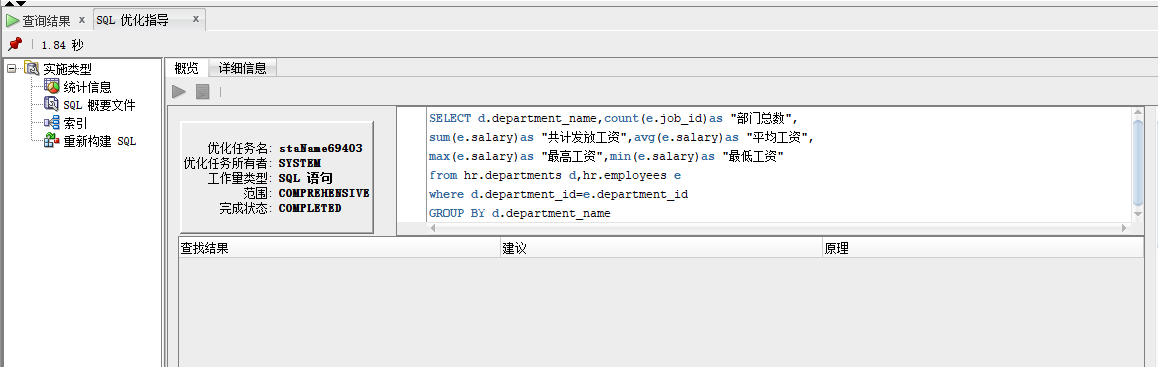 查询结果 x SQL 优化指导 x
1.84 秒
实施类型
统计信息
SQL 概要文件
索引
重新构建 SQL
概览 详细信息
优化任务名: staName69403
优化任务所有者: SYSTEM
工作量类型: SQL 语句
范围: COMPREHENSIVE
完成状态: COMPLETED
SELECT d.department_name,count(e.job_id)as "部门总数",
sum(e.salary)as "共计发放工资",avg(e.salary)as "平均工资",
max(e.salary)as "最高工资",min(e.salary)as "最低工资"
from hr.departments d,hr.employees e
where d.department_id=e.department_id
GROUP BY d.department_name
查找结果 建议 原理